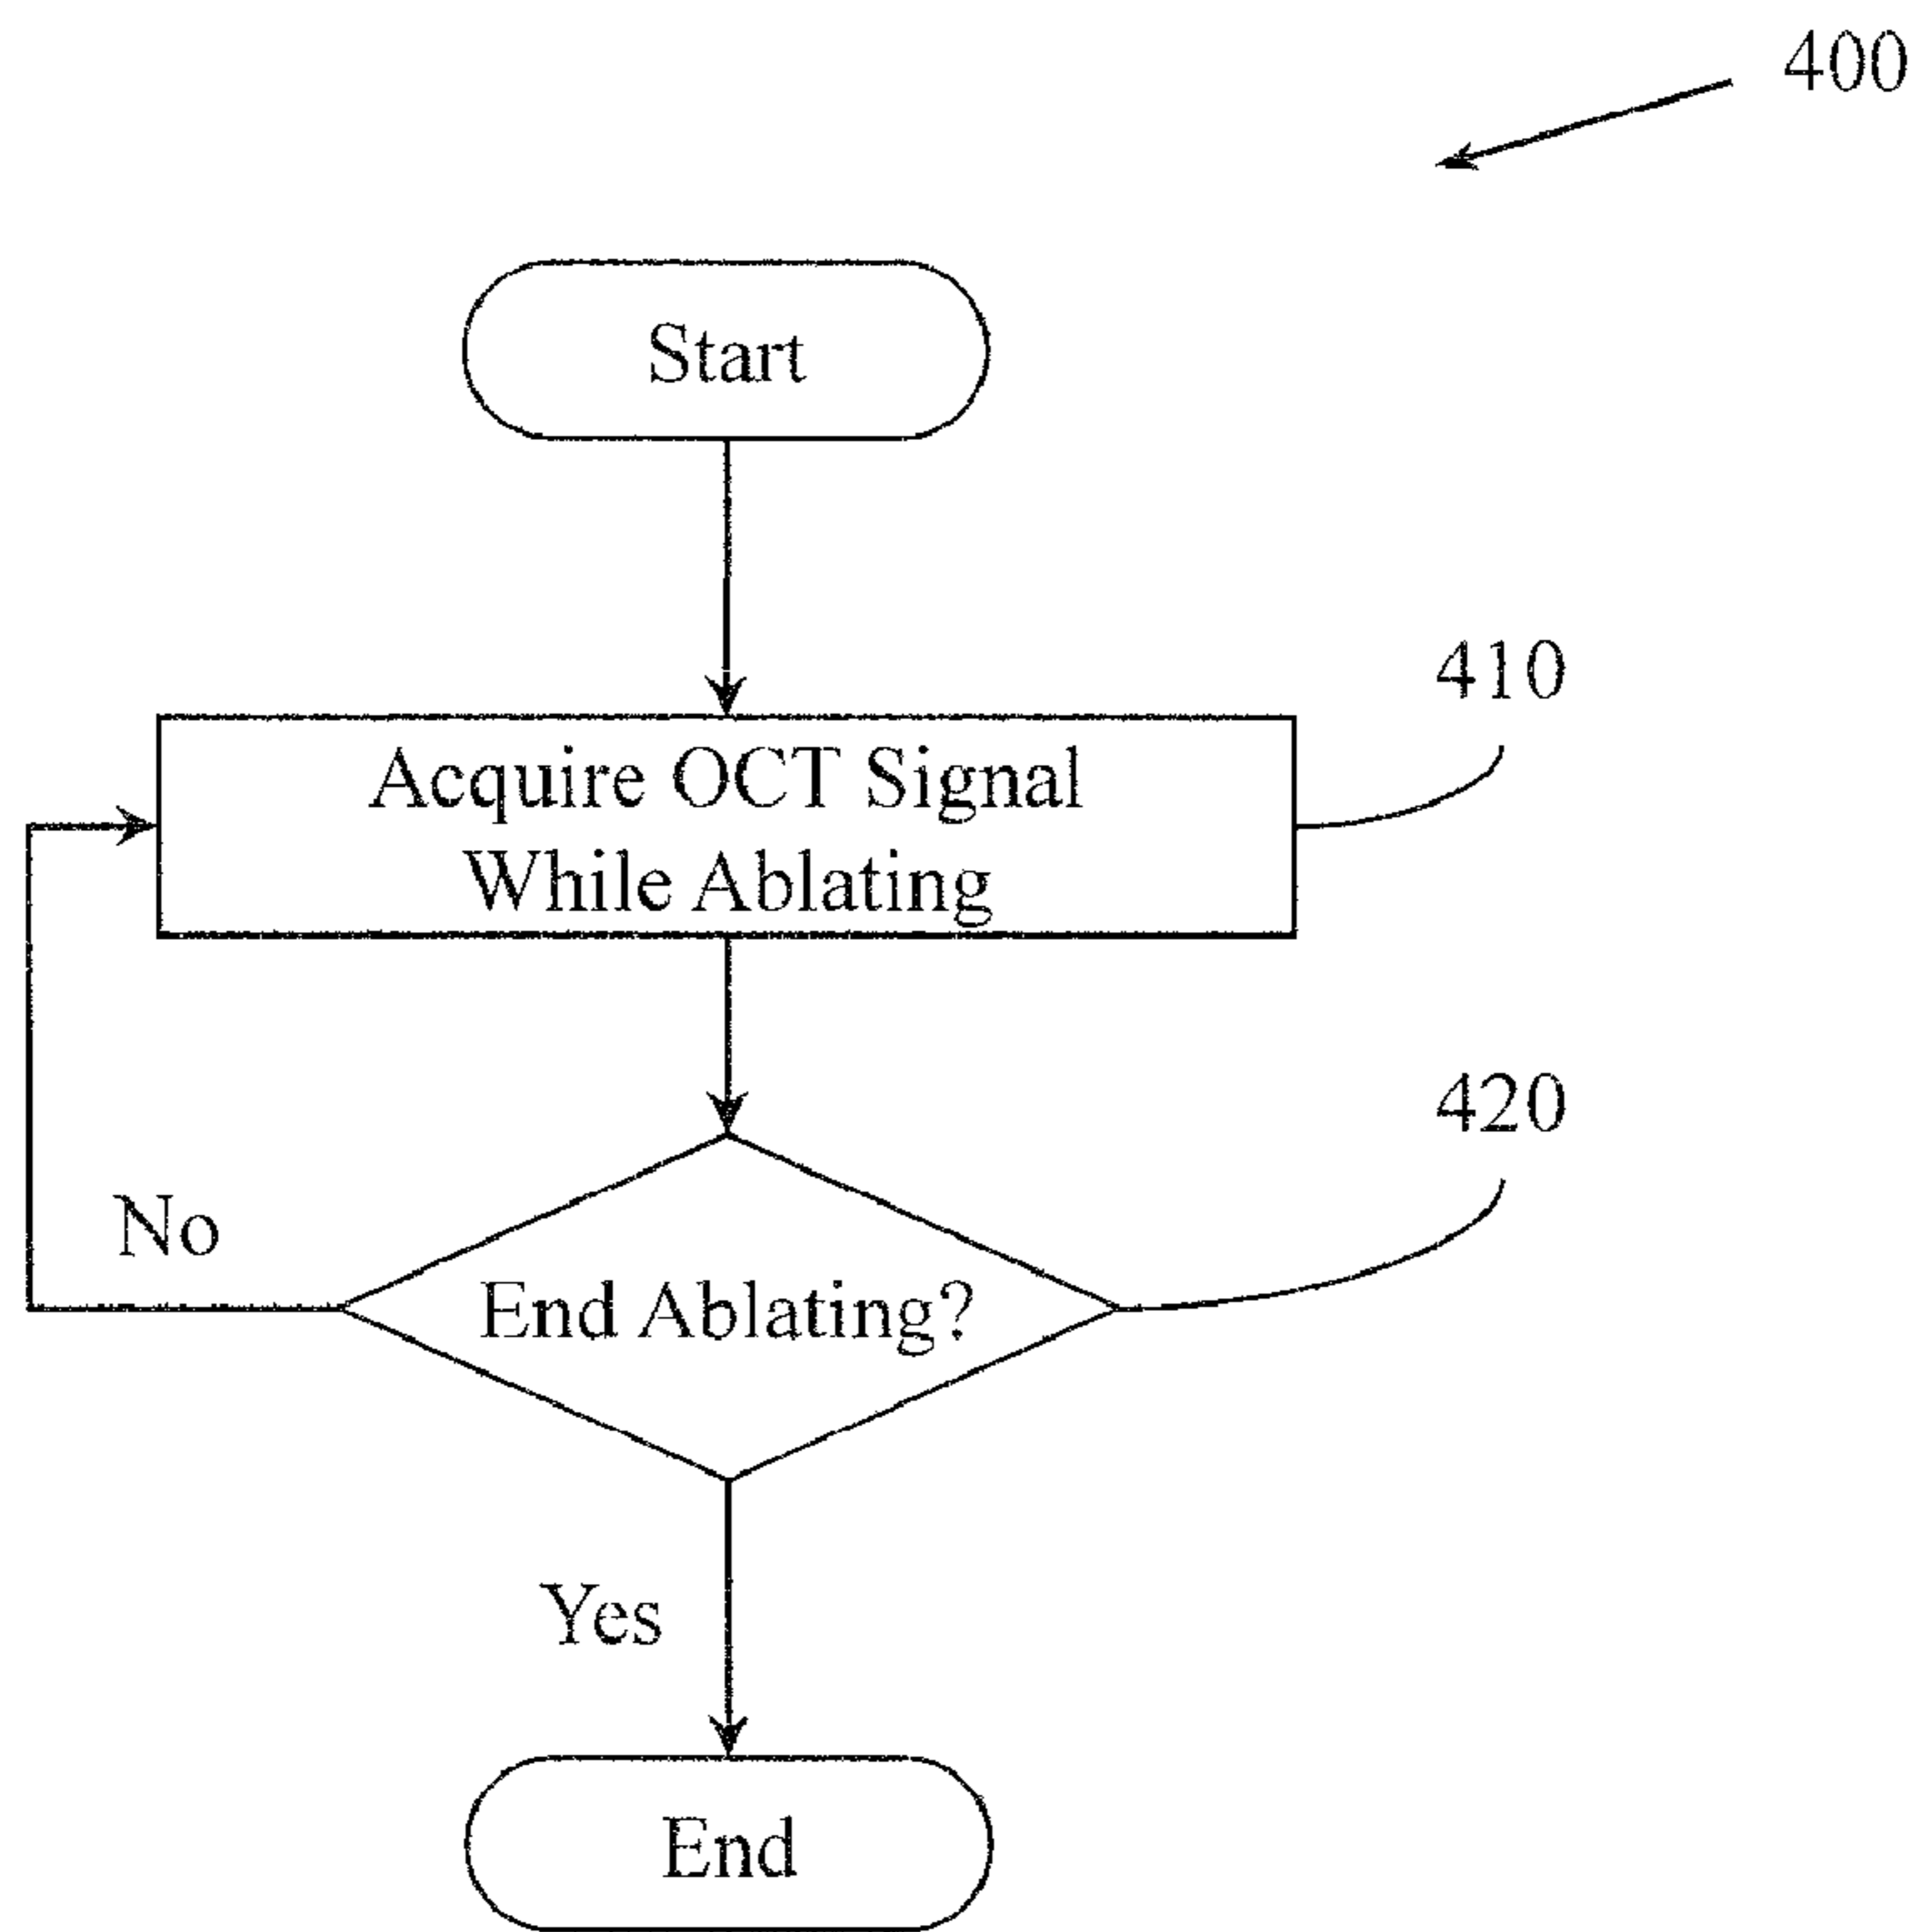 400
Start
410
Acquire OCT Signal
While Ablating
420
No
End Ablating?
Yes
End